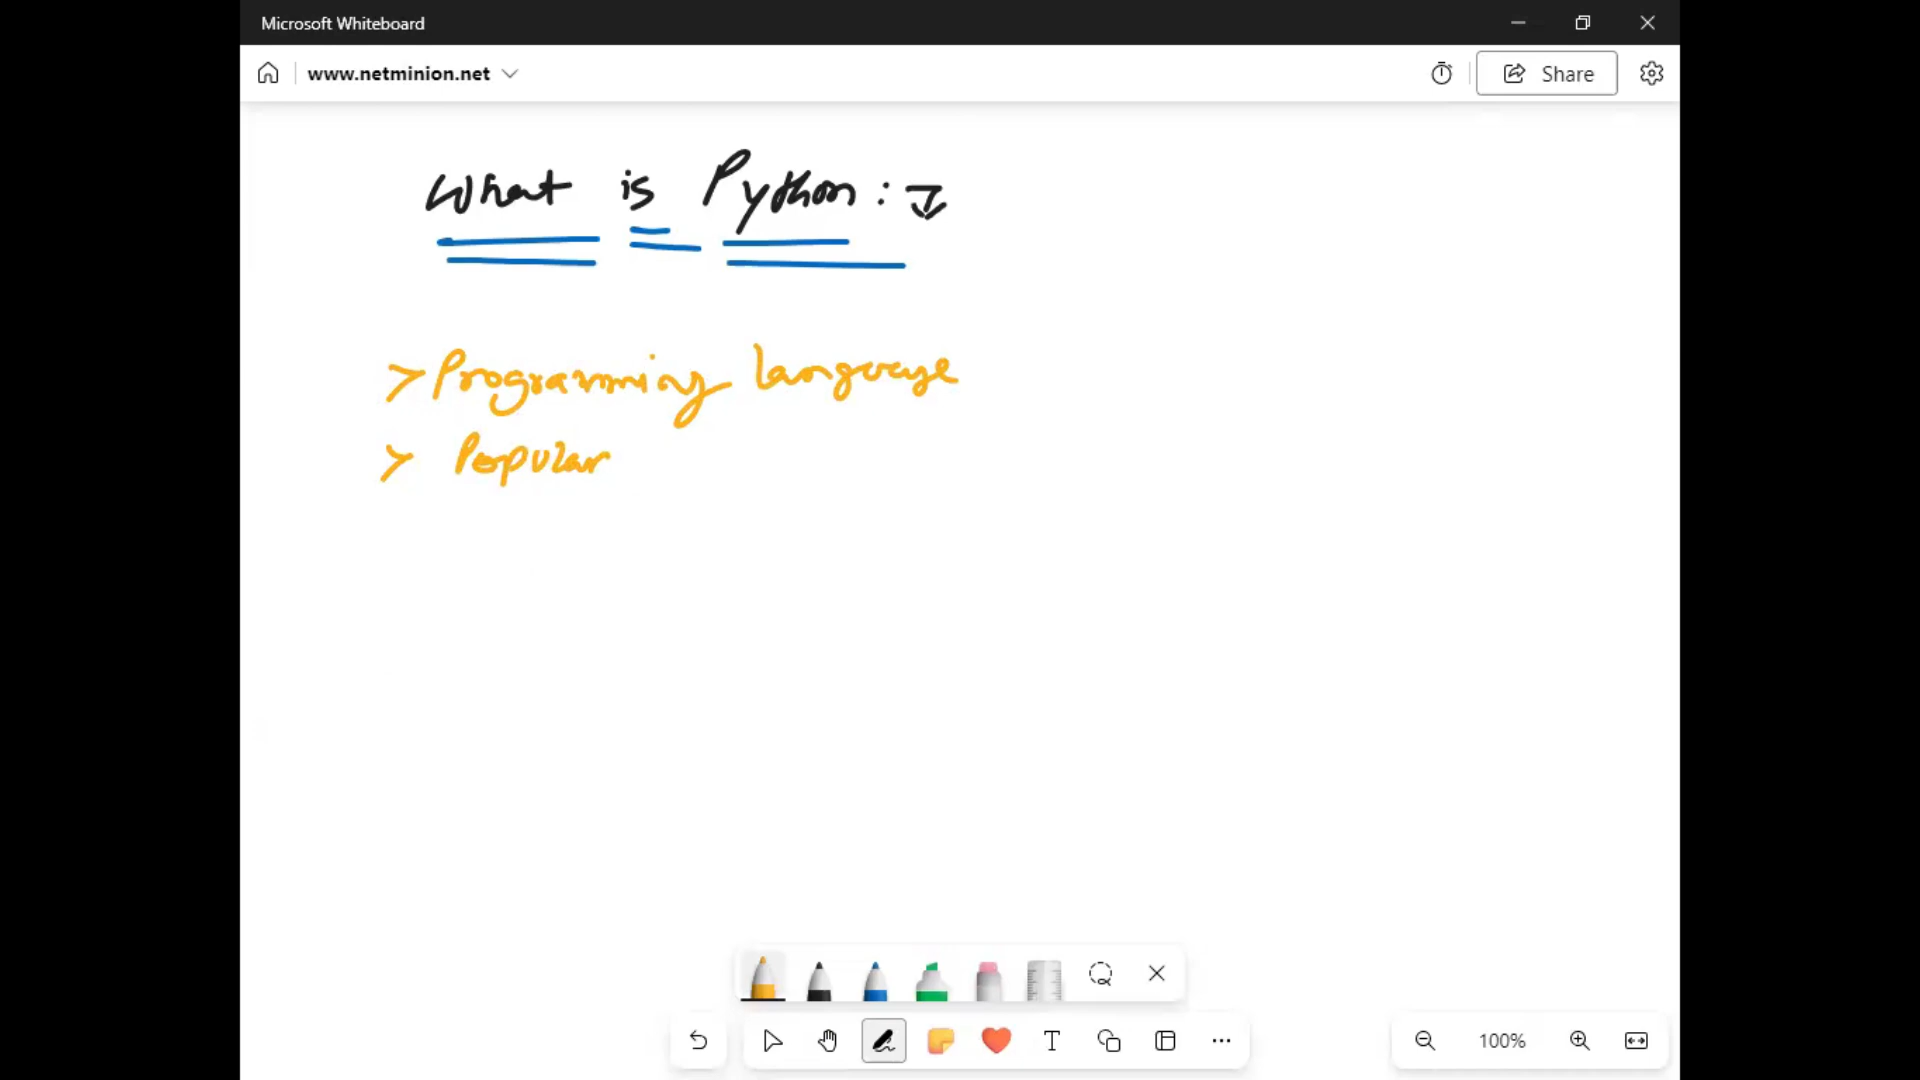 Microsoft Whiteboard
www.netminion.net
Share
What is Python:
> Programming language
> Popular
100%